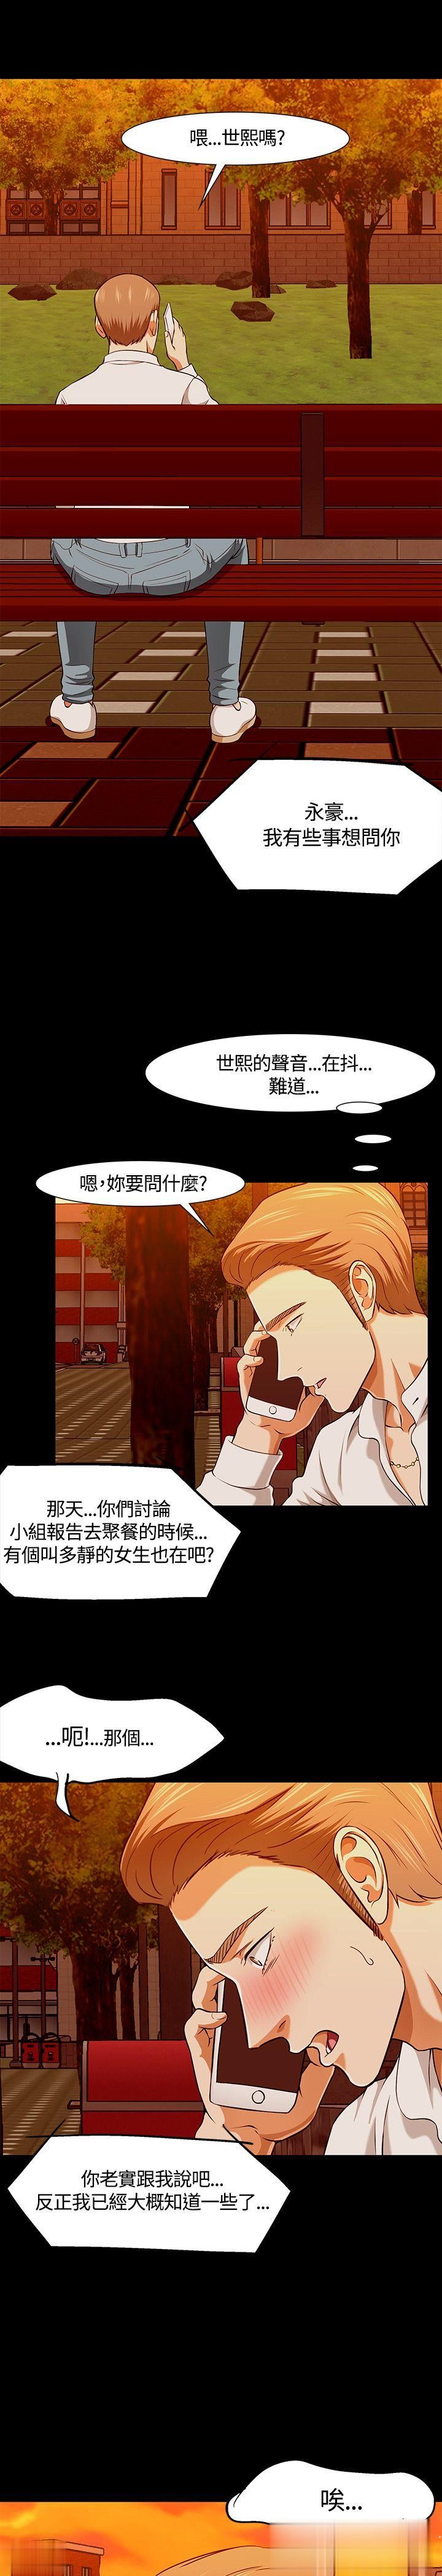 喂...世熙嗎?
永豪...
我有些事想問你
世熙的聲音...在抖...
難道...
嗯，妳要問什麼?
那天...你們討論
小組報告去聚餐的時候...
有個叫多靜的女生也在吧?
...呃!...那個...
你老實跟我說吧...
反正我已經大概知道一些了...
唉...